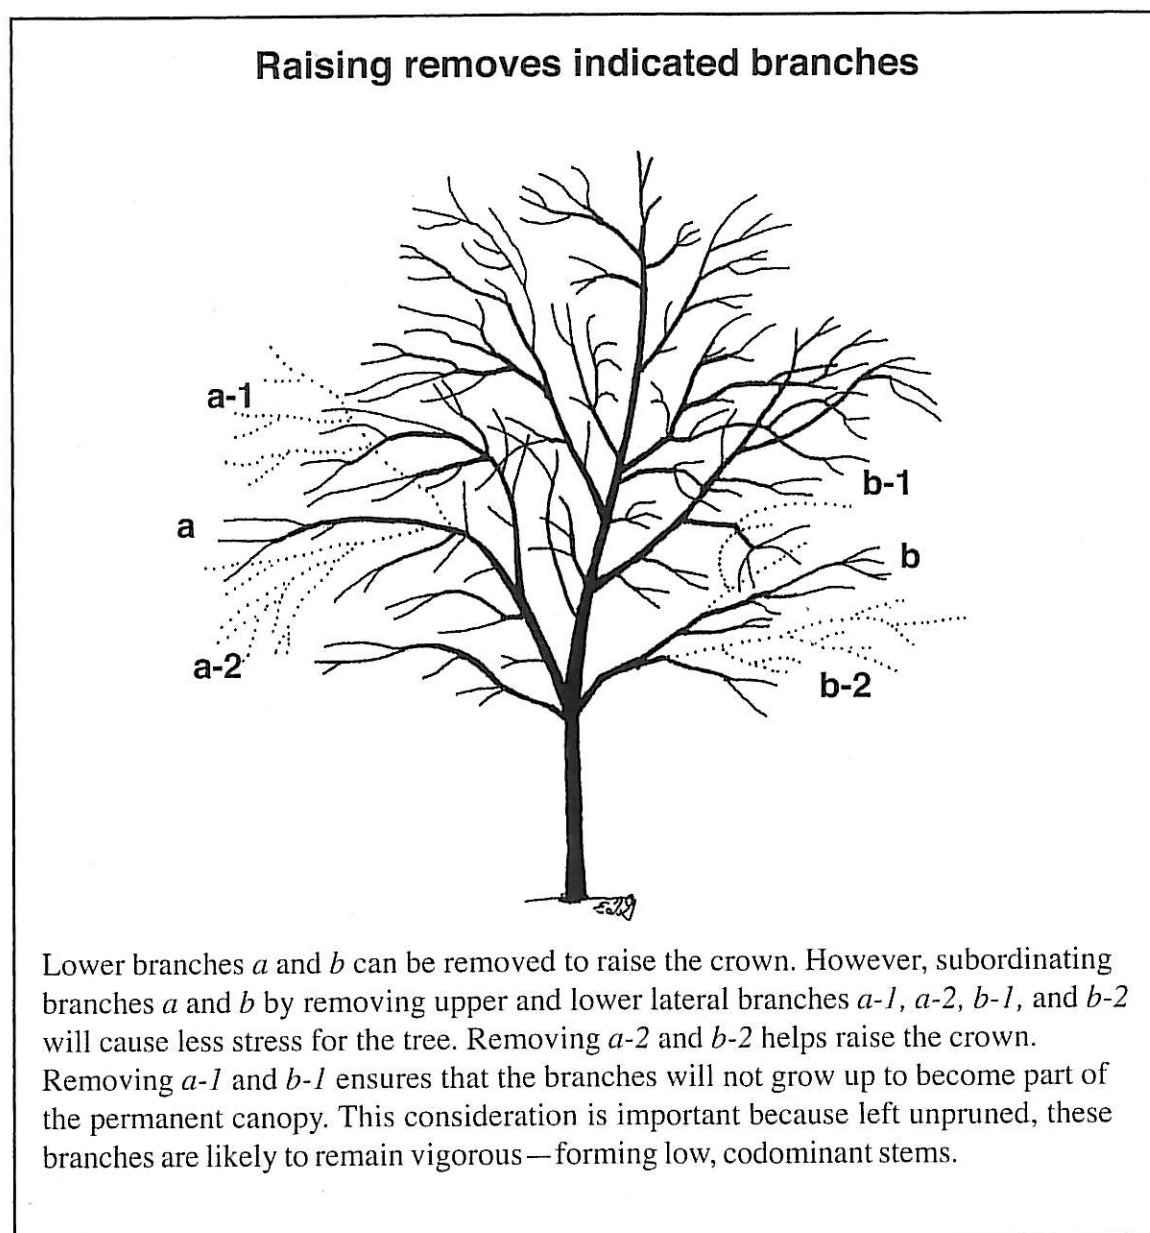 Raising removes indicated branches
a-1
a
a-2
b-1
b
b-2
Lower branches a and b can be removed to raise the crown. However, subordinating
branches a and b by removing upper and lower lateral branches a-1, a-2, b-1, and b-2
will cause less stress for the tree. Removing a-2 and b-2 helps raise the crown.
Removing a-1 and b-1 ensures that the branches will not grow up to become part of
the permanent canopy. This consideration is important because left unpruned, these
branches are likely to remain vigorous—forming low, codominant stems.